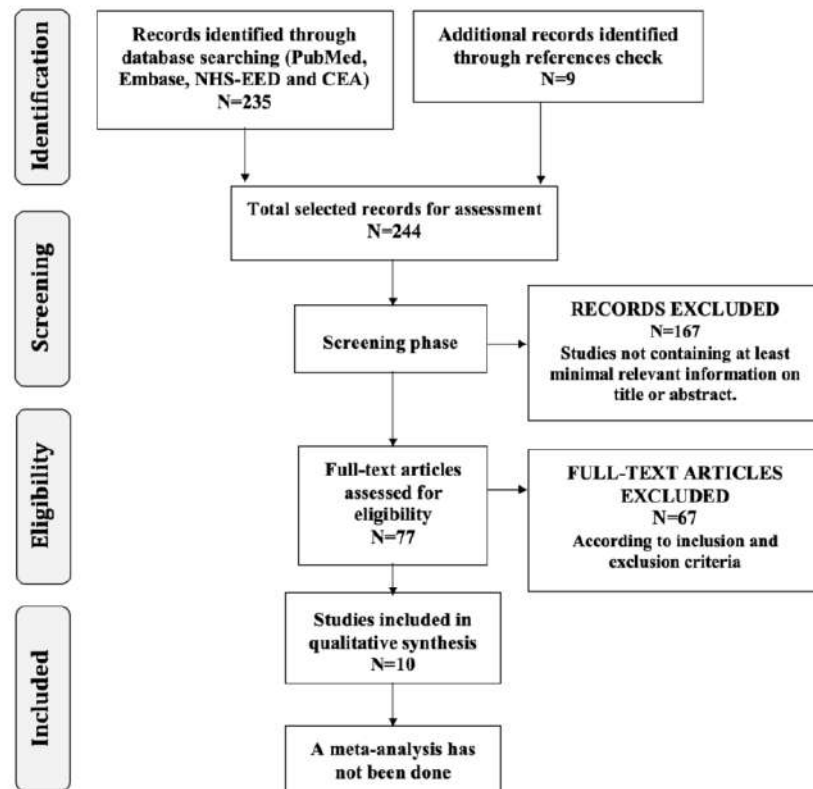 Identification
Records identified through
database searching (PubMed,
Embase, NHS-EED and CEA)
N=235
Additional records identified
through references check
N=9
Total selected records for assessment
N=244
Screening
Screening phase
RECORDS EXCLUDED
N=167
Studies not containing at least
minimal relevant information on
title or abstract.
Eligibility
Full-text articles
assessed for
eligibility
N=77
FULL-TEXT ARTICLES
EXCLUDED
N=67
According to inclusion and
exclusion criteria
Included
Studies included in
qualitative synthesis
N=10
A meta-analysis has
not been done